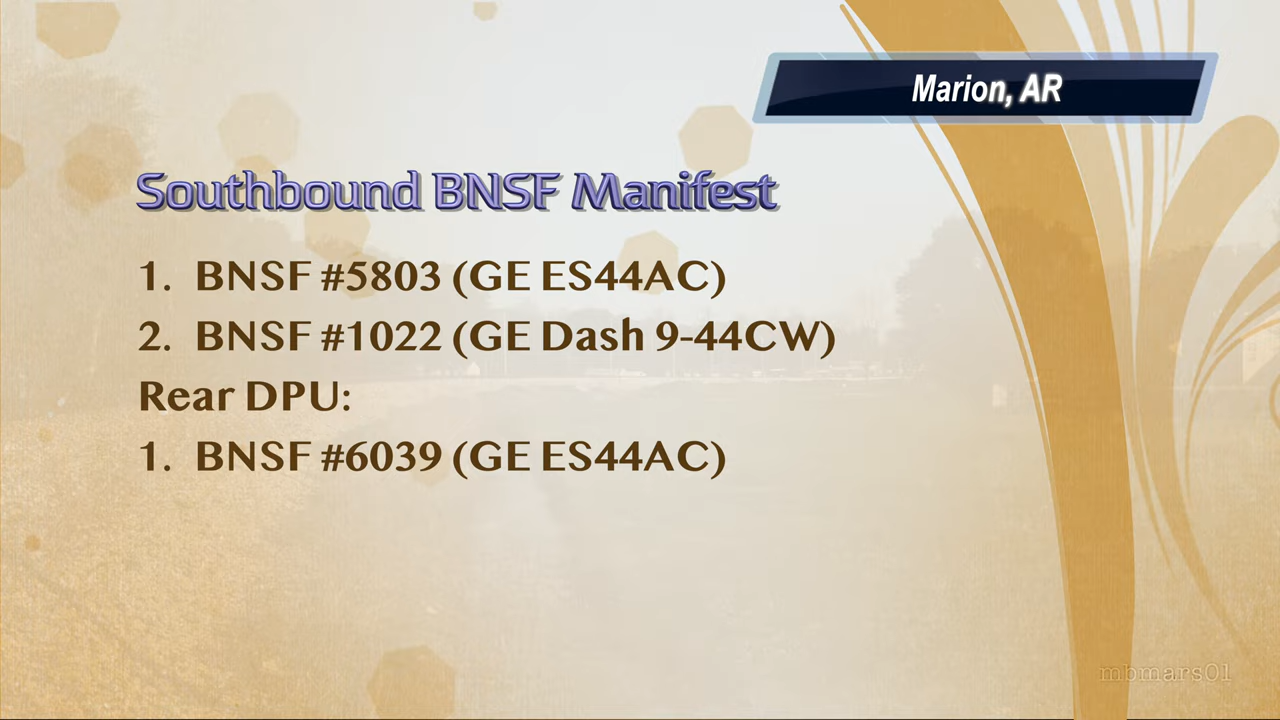 Marion, AR
Southbound BNSF Manifest
1. BNSF #5803 (GE ES44AC)
2. BNSF #1022 (GE Dash 9-44CW)
Rear DPU:
1. BNSF #6039 (GE ES44AC)
mbmars01